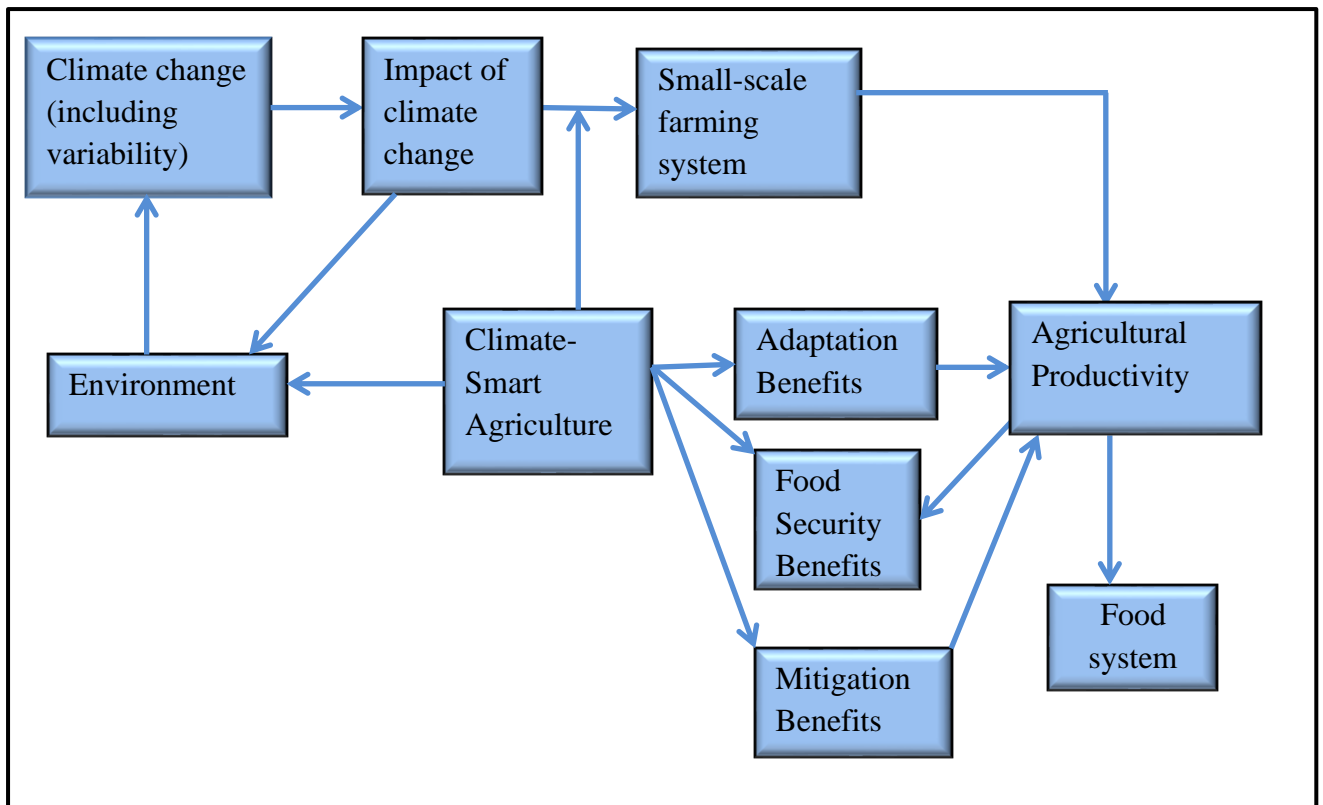 Climate change
(including
variability)
Impact of
climate
change
Small-scale
farming
system
Environment
Climate-
Smart
Agriculture
Adaptation
Benefits
Agricultural
Productivity
Food
Security
Benefits
Mitigation
Benefits
Food
system